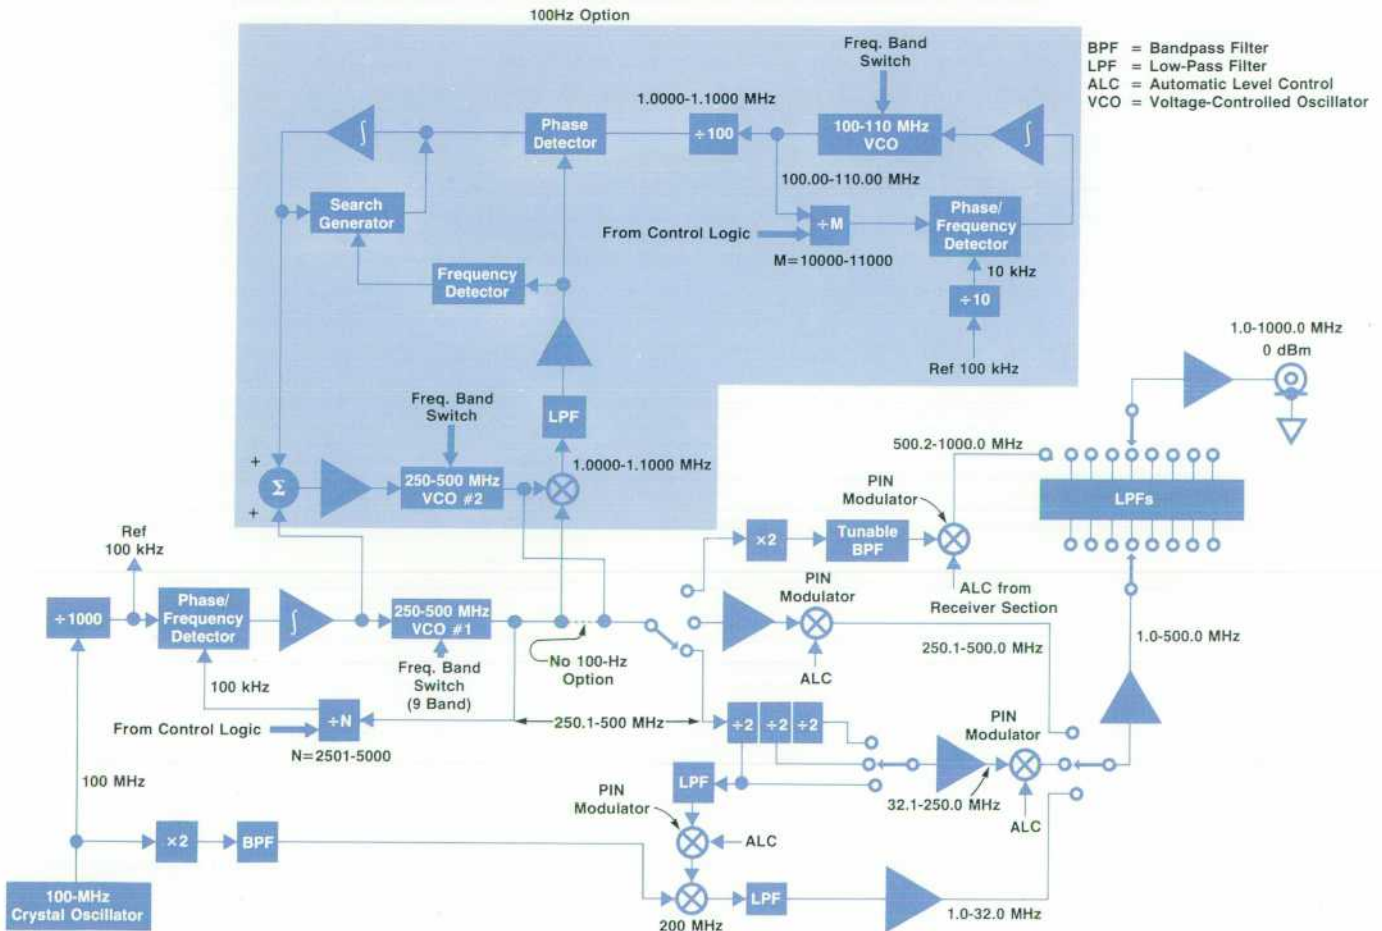 100Hz Option
BPF = Bandpass Filter
LPF = Low-Pass Filter
ALC = Automatic Level Control
VCO = Voltage-Controlled Oscillator
Freq. Band
Switch
1.0000-1.1000 MHz
∫
Phase
Detector
÷100
100-110 MHz
VCO
∫
100.00-110.00 MHz
Search
Generator
From Control Logic
÷M
M=10000-11000
Phase/
Frequency
Detector
10 kHz
÷10
Ref 100 kHz
Frequency
Detector
LPF
Freq. Band
Switch
1.0000-1.1000 MHz
+
Σ
+
250-500 MHz
VCO #2
1.0-1000.0 MHz
0 dBm
500.2-1000.0 MHz
LPFs
PIN
Modulator
×2
Tunable
BPF
ALC from
Receiver Section
Ref
100 kHz
÷1000
Phase/
Frequency
Detector
∫
250-500 MHz
VCO #1
PIN
Modulator
ALC
250.1-500.0 MHz
1.0-500.0 MHz
No 100-Hz
Option
Freq. Band
Switch
(9 Band)
100 kHz
From Control Logic
÷N
N=2501-5000
250.1-500 MHz
÷2 ÷2 ÷2
PIN
Modulator
32.1-250.0 MHz
ALC
100 MHz
LPF
PIN
Modulator
ALC
×2
BPF
100-MHz
Crystal Oscillator
200 MHz
LPF
1.0-32.0 MHz